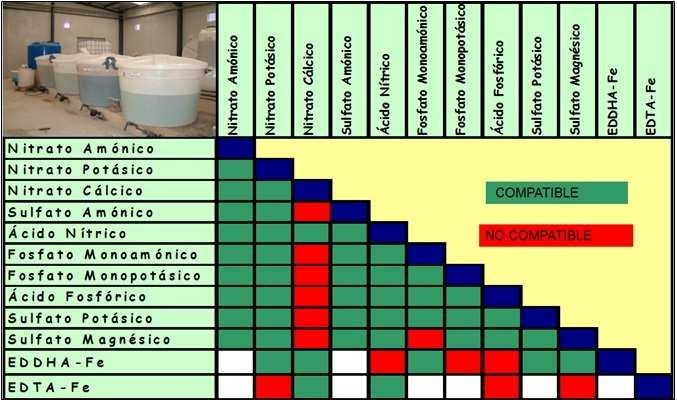 Nitrato Amónico
Nitrato Potásico
Nitrato Cálcico
Sulfato Amónico
Ácido Nítrico
Fosfato Monoamónico
Fosfato Monopotásico
Ácido Fosfórico
Sulfato Potásico
Sulfato Magnésico
EDDHA-Fe
EDTA-Fe
Nitrato Amónico
Nitrato Potásico
Nitrato Cálcico
COMPATIBLE
Sulfato Amónico
Ácido Nítrico
NO COMPATIBLE
Fosfato Monoamónico
Fosfato Monopotásico
Ácido Fosfórico
Sulfato Potásico
Sulfato Magnésico
EDDHA-Fe
EDTA-Fe